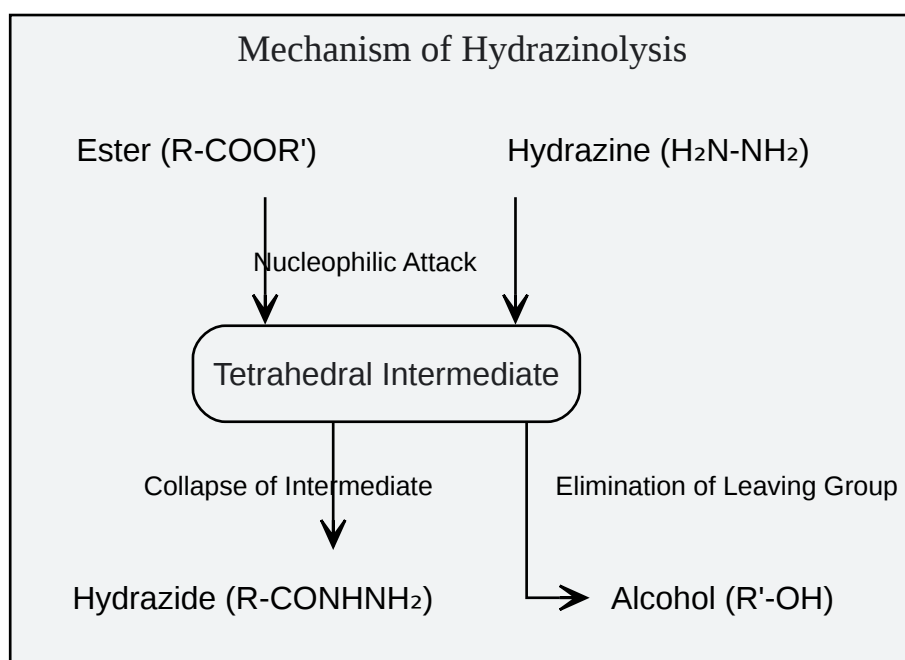 Mechanism of Hydrazinolysis
Ester (R-COOR')
Hydrazine (H₂N-NH₂)
Nucleophilic Attack
Tetrahedral Intermediate
Collapse of Intermediate
Elimination of Leaving Group
Hydrazide (R-CONHNH₂)
Alcohol (R'-OH)